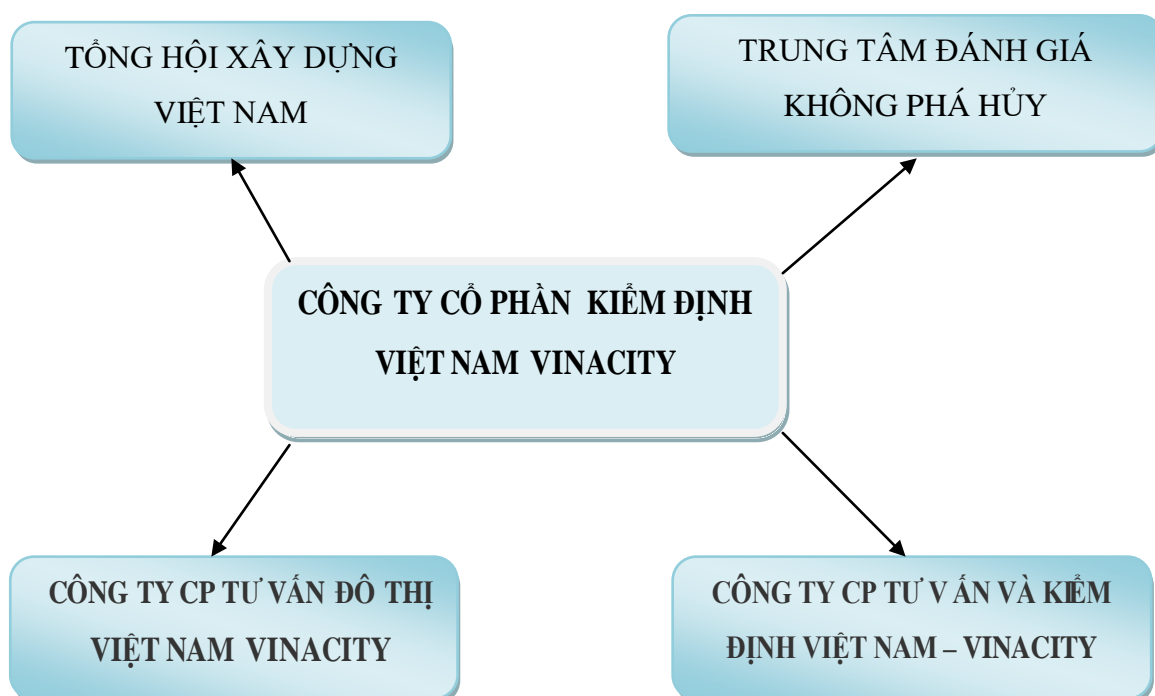 TỔNG HỘI XÂY DỰNG
VIỆT NAM
TRUNG TÂM ĐÁNH GIÁ
KHÔNG PHÁ HỦY
CÔNG TY CỔ PHẦN KIỂM ĐỊNH
VIỆT NAM VINACITY
CÔNG TY CP TƯ VẤN ĐÔ THỊ
VIỆT NAM VINACITY
CÔNG TY CP TƯ VẤN VÀ KIỂM
ĐỊNH VIỆT NAM – VINACITY